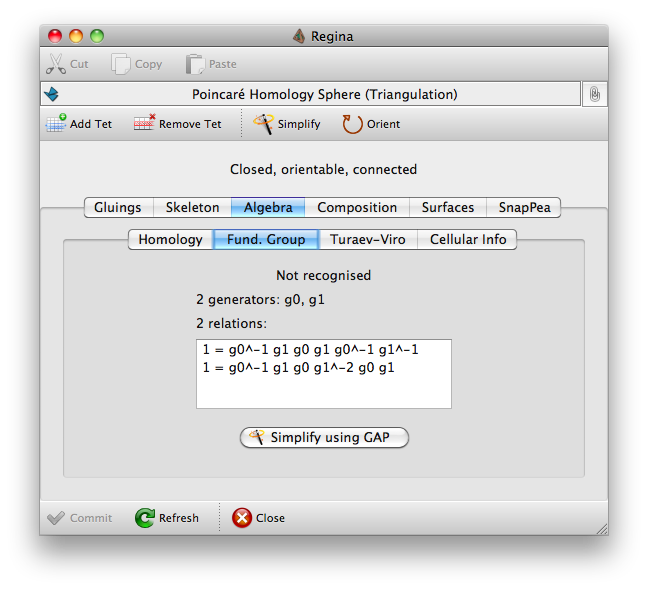 Regina
Cut Copy Paste
Poincaré Homology Sphere (Triangulation)
Add Tet Remove Tet Simplify Orient
Closed, orientable, connected
Gluings Skeleton Algebra Composition Surfaces SnapPea
Homology Fund. Group Turaev-Viro Cellular Info
Not recognised
2 generators: g0, g1
2 relations:
1 = g0^-1 g1 g0 g1 g0^-1 g1^-1
1 = g0^-1 g1 g0 g1^-2 g0 g1
Simplify using GAP
Commit Refresh Close